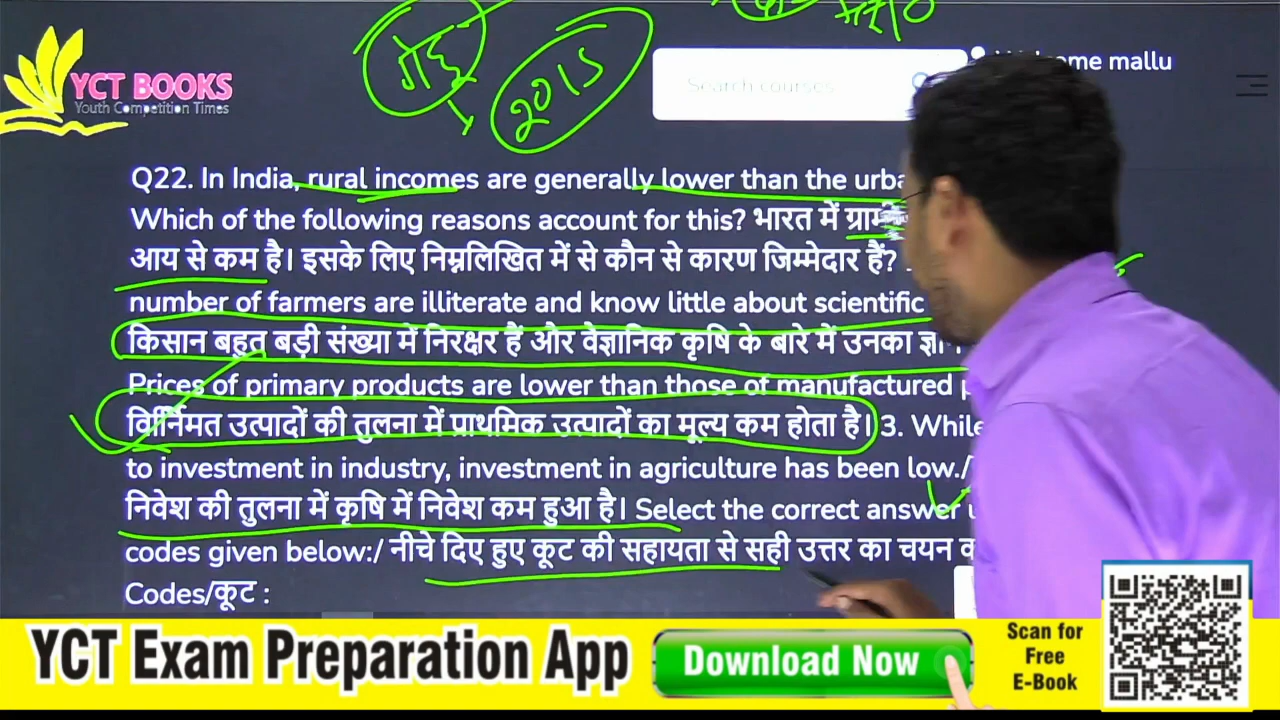 2015
YCT BOOKS
Youth Competition Times
Search courses
mallu
Q22. In India, rural incomes are generally lower than the
Which of the following reasons account for this? भारत में
आय से कम है। इसके लिए निम्नलिखित में से कौन से कारण जिम्मेदार हैं?
number of farmers are illiterate and know little about scientific
किसान बहुत बड़ी संख्या में निरक्षर हैं और वैज्ञानिक कृषि के बारे में उनका
Prices of primary products are lower than those of manufactured
विर्निमित उत्पादों की तुलना में प्राथमिक उत्पादों का मूल्य कम होता है। 3. While
to investment in industry, investment in agriculture has been low./
निवेश की तुलना में कृषि में निवेश कम हुआ है। Select the correct answer
codes given below:/ नीचे दिए हुए कूट की सहायता से सही उत्तर का चयन
Codes/कूट :
YCT Exam Preparation App
Download Now
Scan for
Free
E-Book